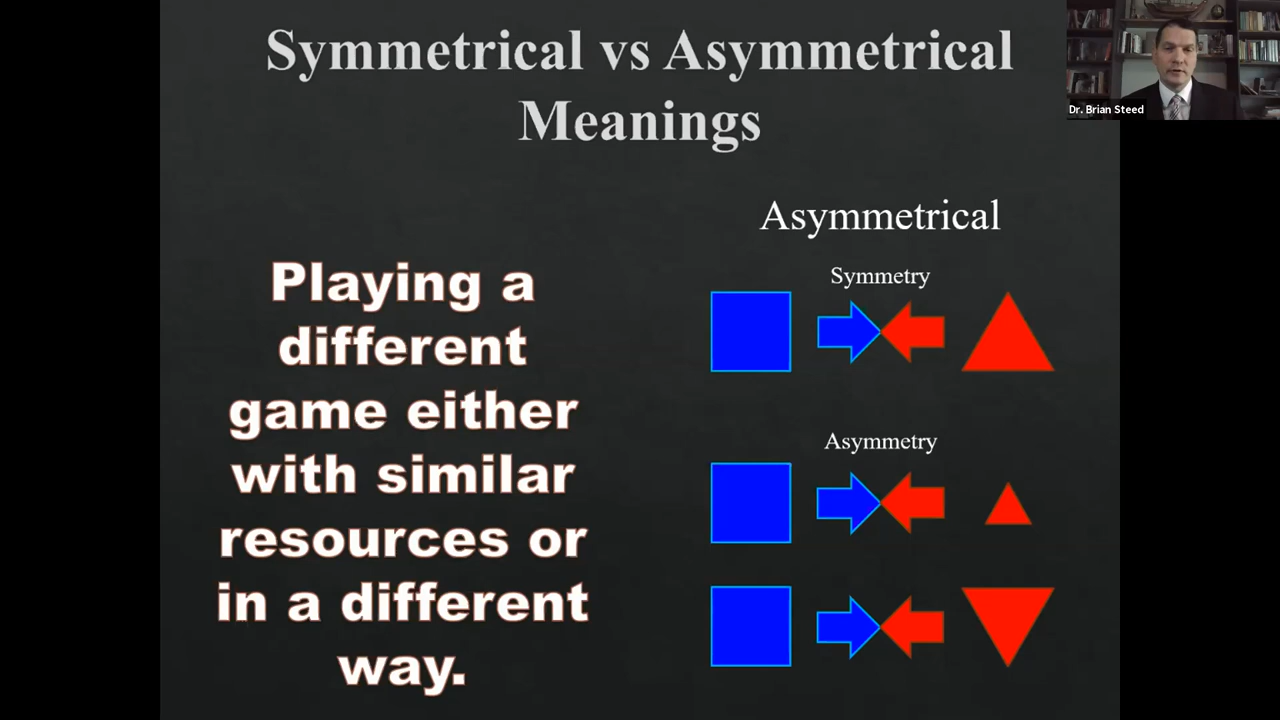 Symmetrical vs Asymmetrical
Meanings
Dr. Brian Steed
Playing a
different
game either
with similar
resources or
in a different
way.
Asymmetrical
Symmetry
Asymmetry